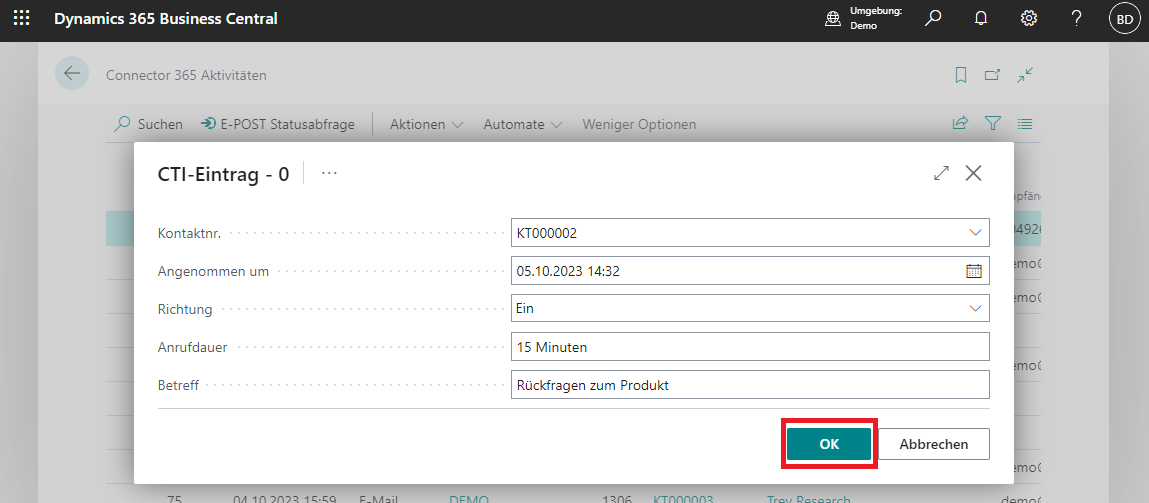 Dynamics 365 Business Central
Umgebung:
Demo
BD
Connector 365 Aktivitäten
Suchen E-POST Statusabfrage Aktionen Automate Weniger Optionen
CTI-Eintrag - 0
Kontaktnr. KT000002
Angenommen um 05.10.2023 14:32
Richtung Ein
Anrufdauer 15 Minuten
Betreff Rückfragen zum Produkt
OK Abbrechen
75 04.10.2023 15:59 E-Mail DEMO 1306 KT000003 Trey Research